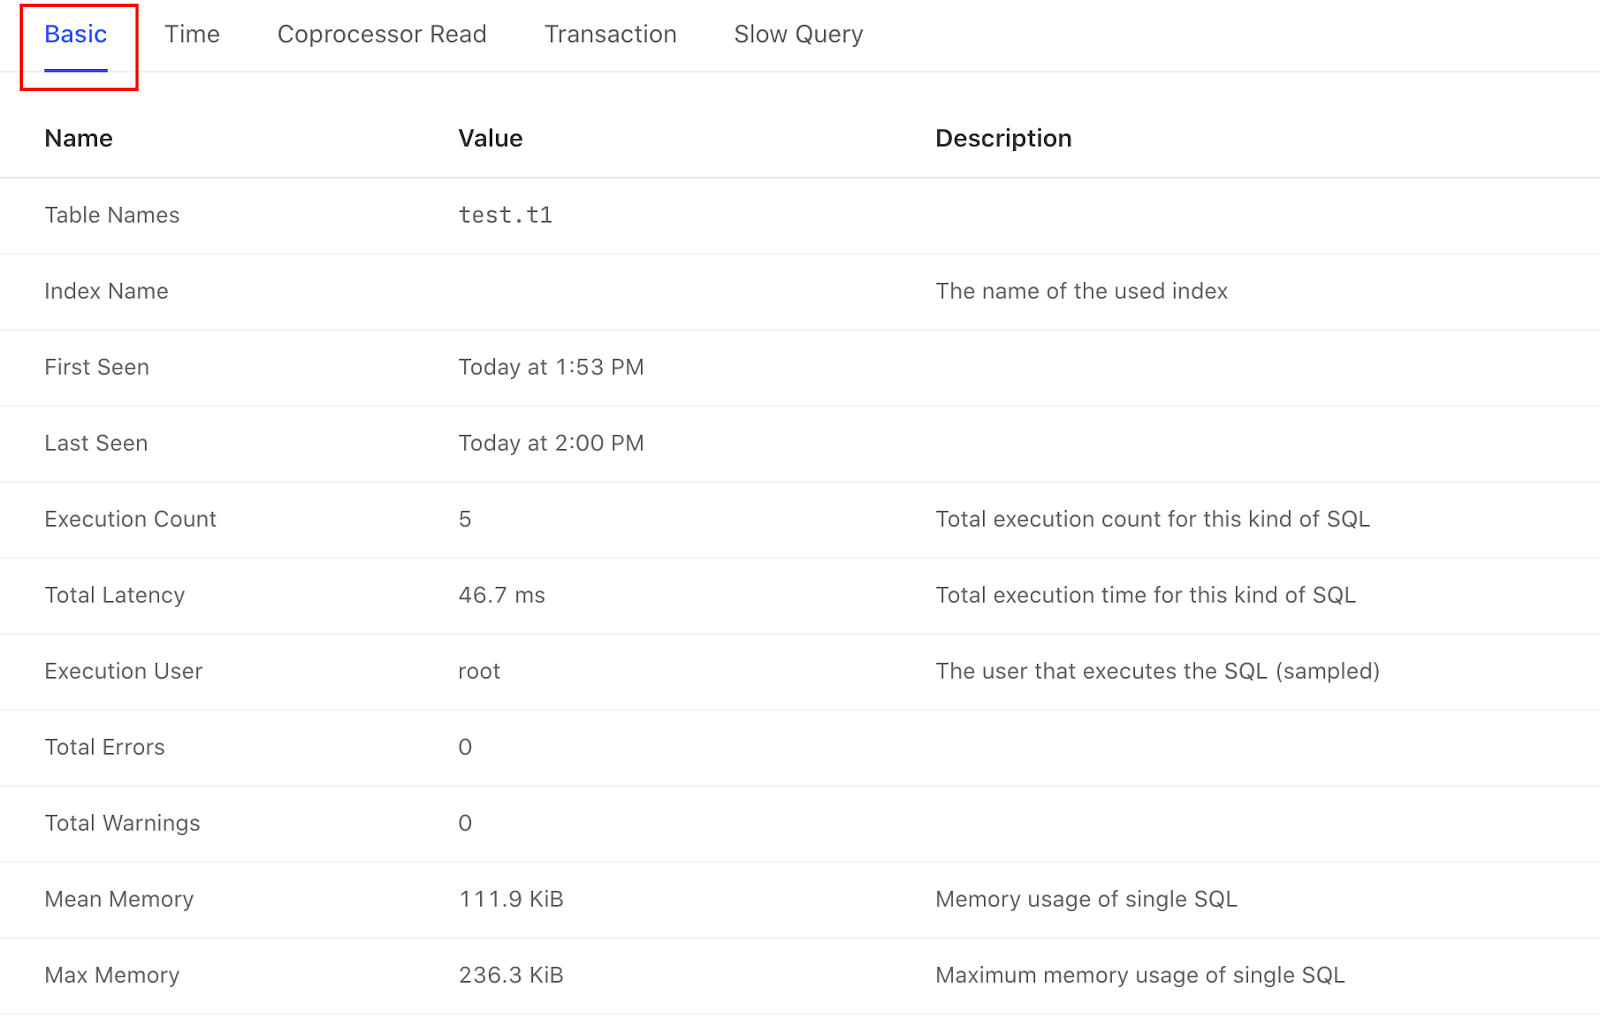 Basic Time Coprocessor Read Transaction Slow Query
Name Value Description
Table Names test.t1
Index Name The name of the used index
First Seen Today at 1:53 PM
Last Seen Today at 2:00 PM
Execution Count 5 Total execution count for this kind of SQL
Total Latency 46.7 ms Total execution time for this kind of SQL
Execution User root The user that executes the SQL (sampled)
Total Errors 0
Total Warnings 0
Mean Memory 111.9 KiB Memory usage of single SQL
Max Memory 236.3 KiB Maximum memory usage of single SQL